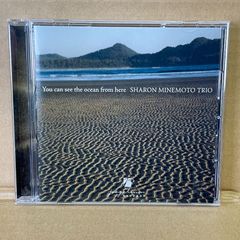 You can see the ocean from here SHARON MINEMOTO TRIO